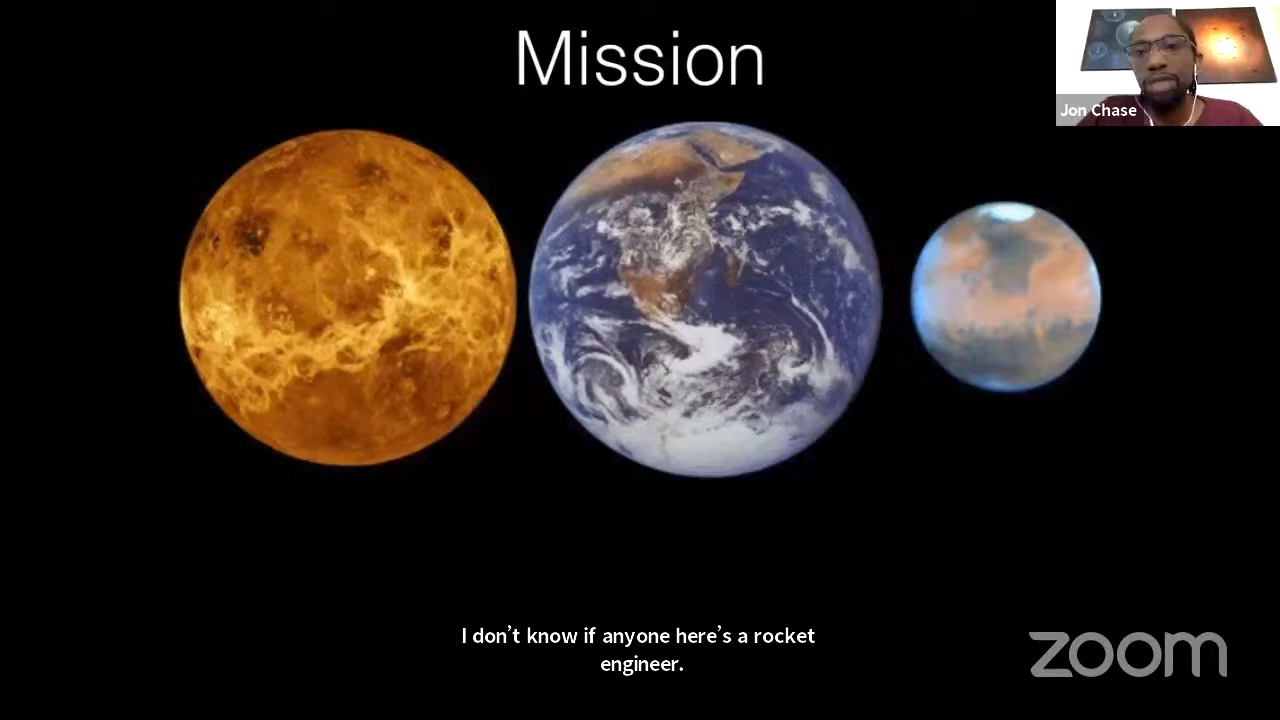 Mission
Jon Chase
I don’t know if anyone here’s a rocket
engineer.
zoom